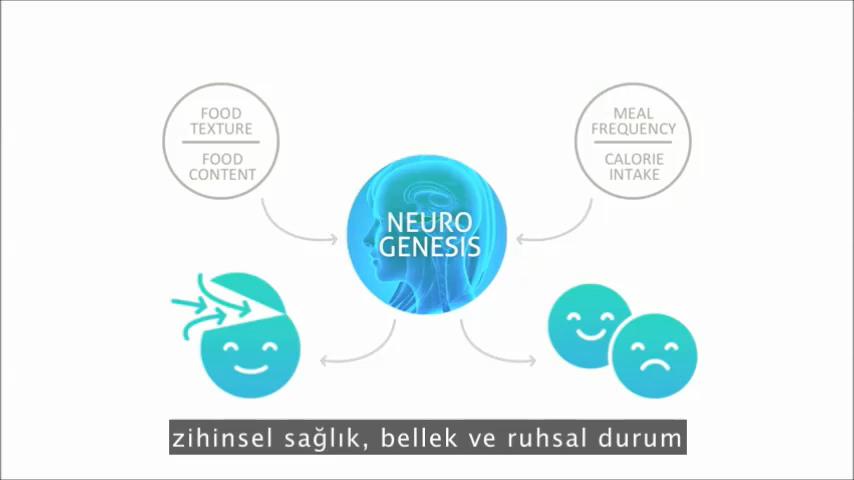 FOOD
TEXTURE
FOOD
CONTENT
MEAL
FREQUENCY
CALORIE
INTAKE
NEURO
GENESIS
zihinsel sağlık, bellek ve ruhsal durum